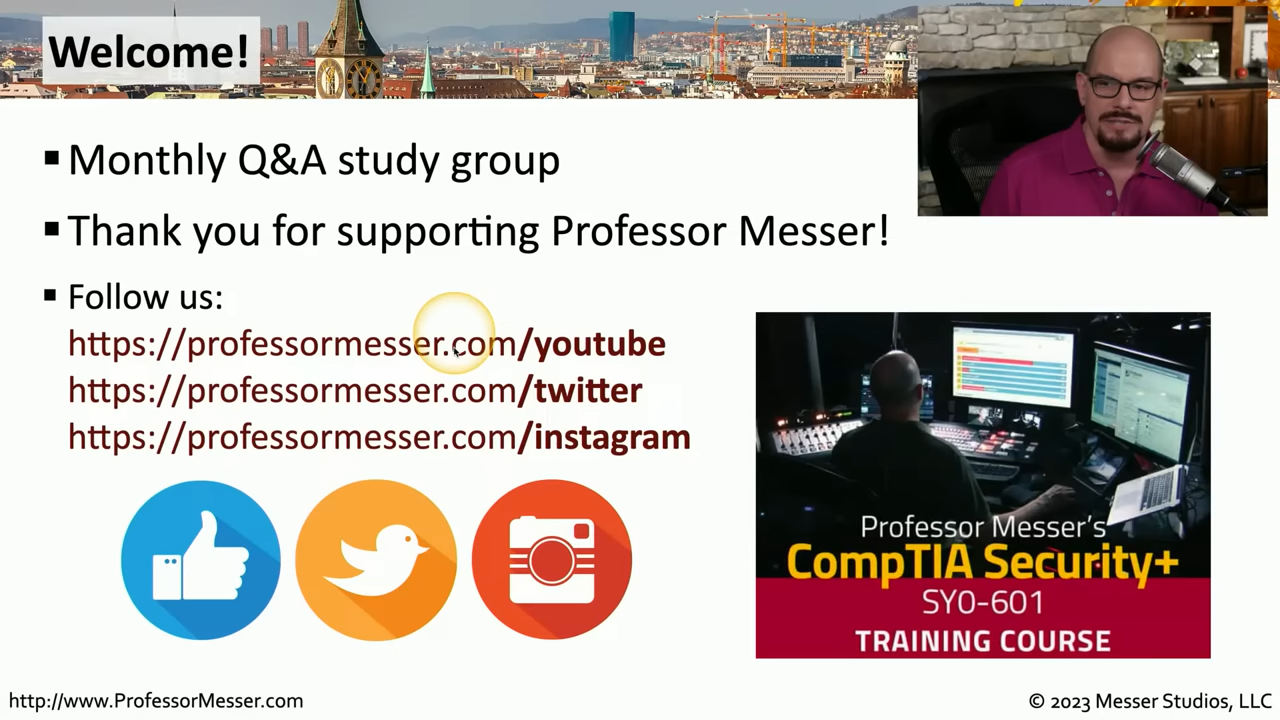 Welcome!
▪ Monthly Q&A study group
▪ Thank you for supporting Professor Messer!
▪ Follow us:
https://professormesser.com/youtube
https://professormesser.com/twitter
https://professormesser.com/instagram
Professor Messer's
CompTIA Security+
SY0-601
TRAINING COURSE
http://www.ProfessorMesser.com
© 2023 Messer Studios, LLC